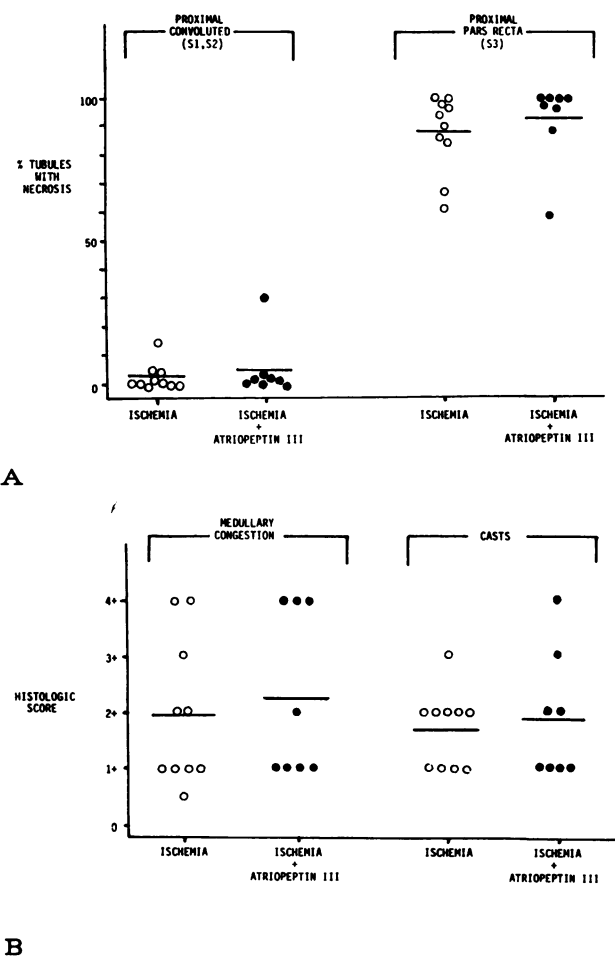 PROXIMAL
CONVOLUTED
(S1,S2)
PROXIMAL
PARS RECTA
(S3)
% TUBULES
WITH
NECROSIS
100
50
0
ISCHEMIA
ISCHEMIA
+
ATRIOPEPTIN III
ISCHEMIA
ISCHEMIA
+
ATRIOPEPTIN III
A
MEDULLARY
CONGESTION
CASTS
HISTOLOGIC
SCORE
4+
3+
2+
1+
0
ISCHEMIA
ISCHEMIA
+
ATRIOPEPTIN III
ISCHEMIA
ISCHEMIA
+
ATRIOPEPTIN III
B